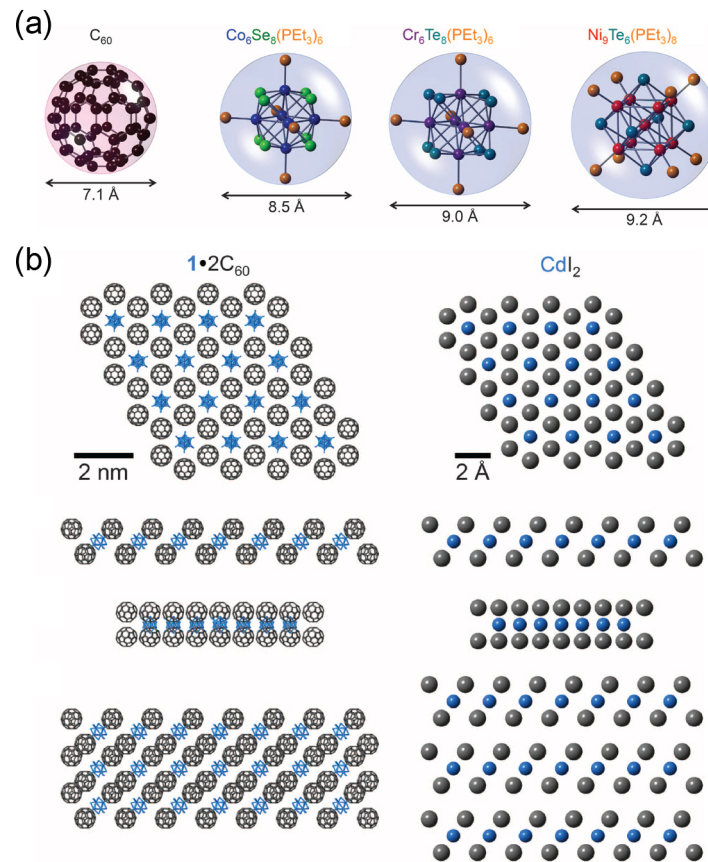 (a)
C₆₀ Co₆Se₈(PEt₃)₆ Cr₆Te₈(PEt₃)₆ Ni₉Te₆(PEt₃)₈
7.1 Å 8.5 Å 9.0 Å 9.2 Å
(b)
1•2C₆₀ CdI₂
2 nm 2 Å